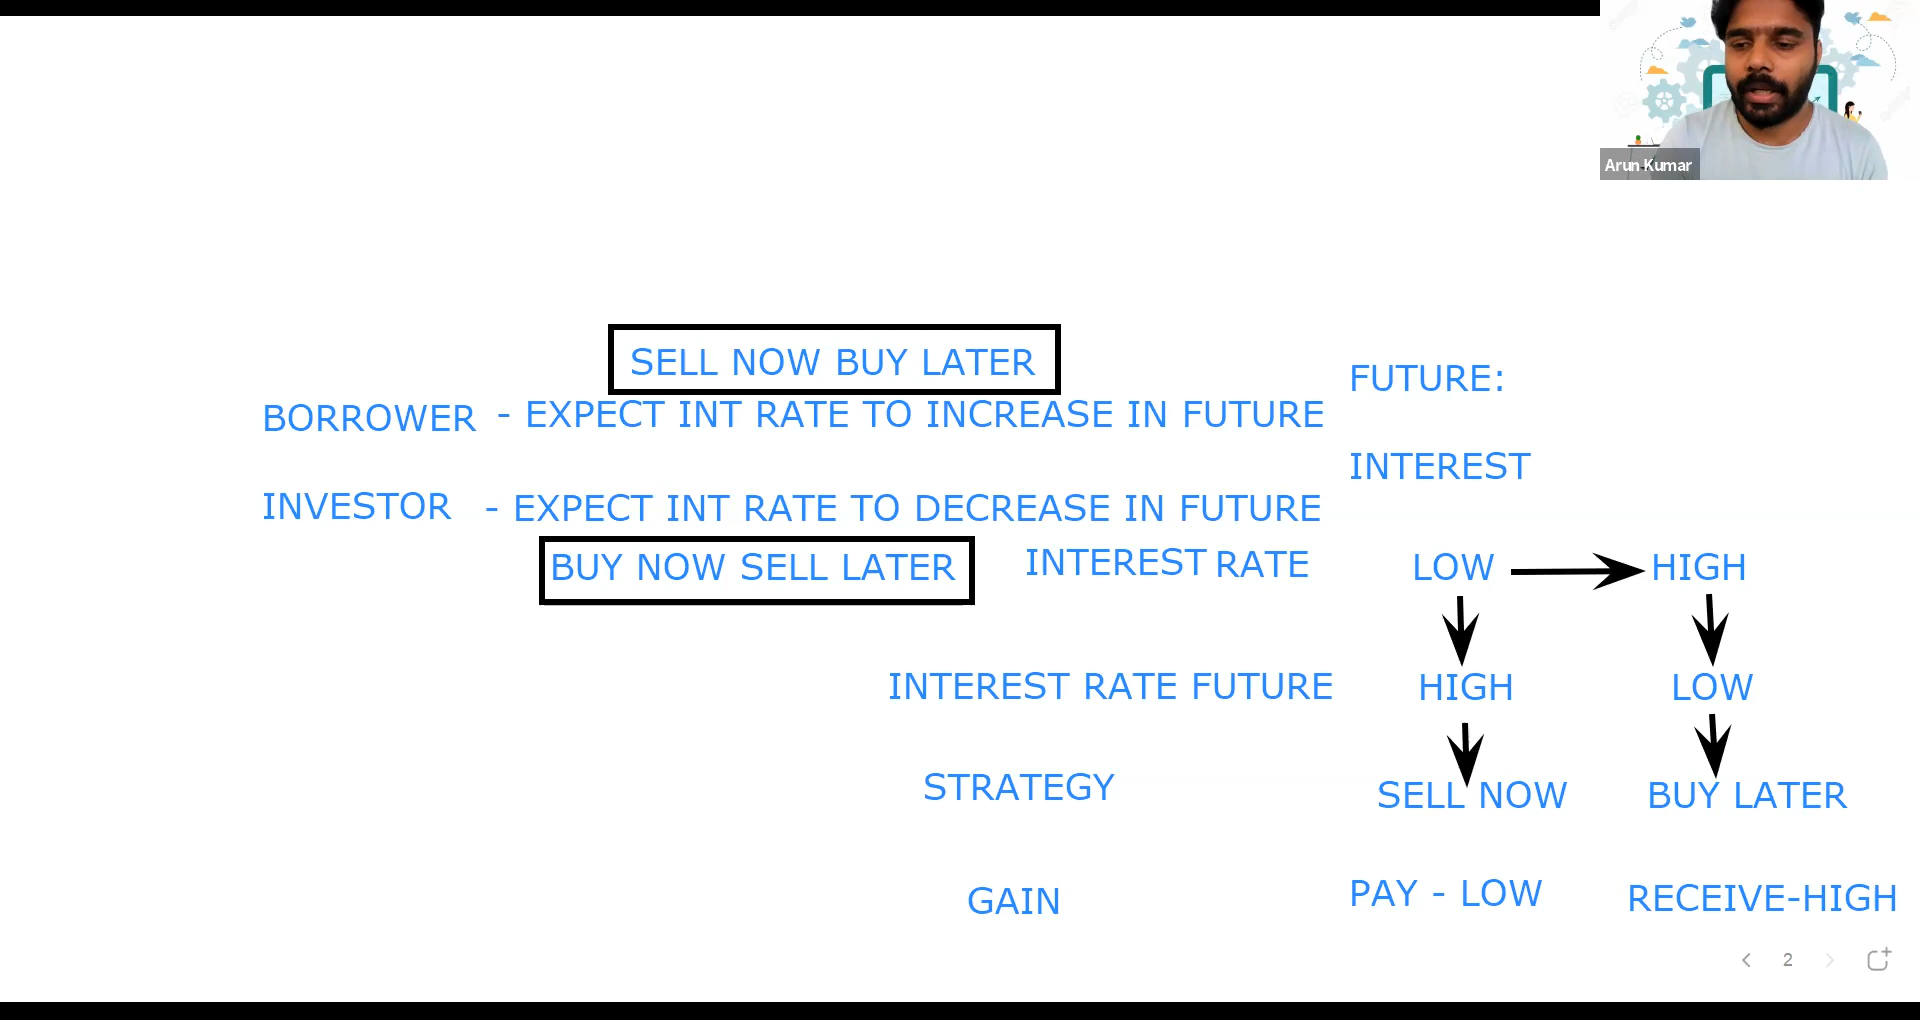 Arun Kumar
SELL NOW BUY LATER
BORROWER - EXPECT INT RATE TO INCREASE IN FUTURE
FUTURE:
INTEREST
INVESTOR - EXPECT INT RATE TO DECREASE IN FUTURE
BUY NOW SELL LATER
INTEREST RATE LOW HIGH
INTEREST RATE FUTURE HIGH LOW
STRATEGY SELL NOW BUY LATER
GAIN PAY - LOW RECEIVE-HIGH
2